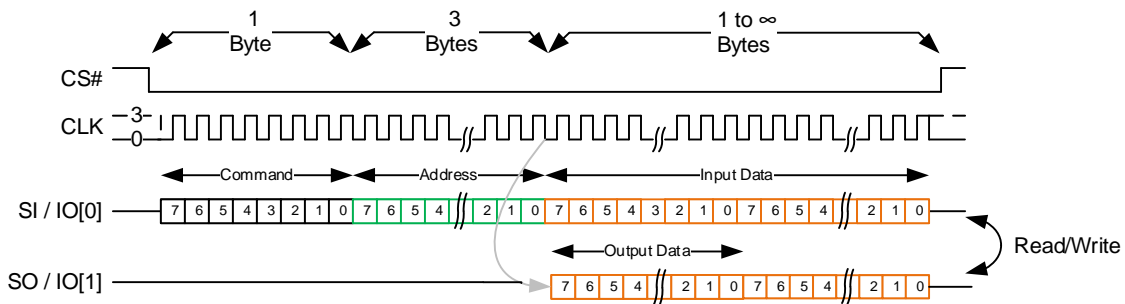 1 Byte 3 Bytes 1 to ∞ Bytes
CS#
CLK 3 0
Command Address Input Data
SI / IO[0] 7 6 5 4 3 2 1 0 7 6 5 4 2 1 0 7 6 5 4 3 2 1 0 7 6 5 4 2 1 0
Output Data
Read/Write
SO / IO[1] 7 6 5 4 2 1 0 7 6 5 4 2 1 0